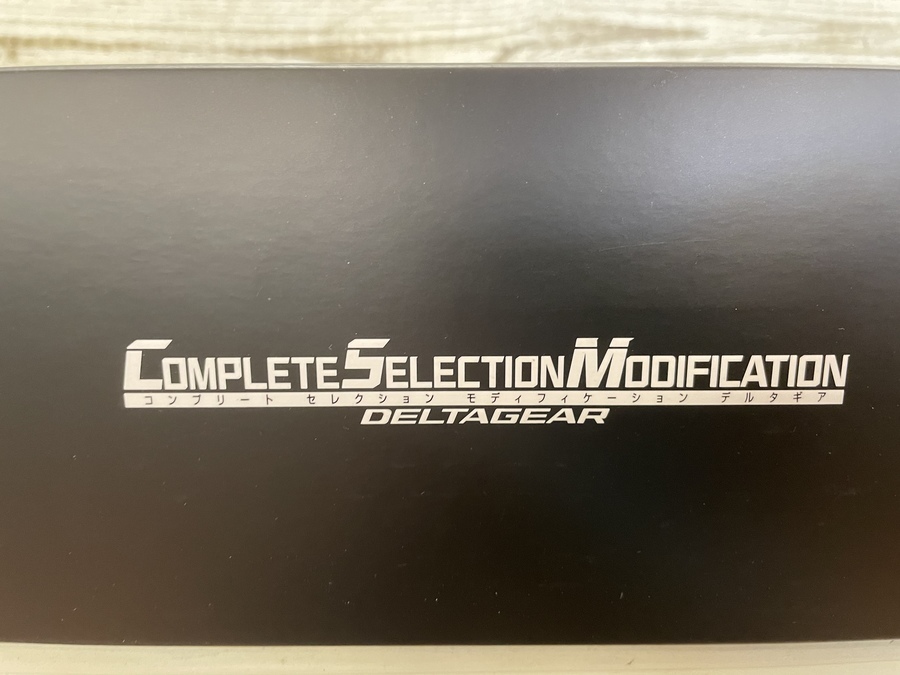 COMPLETE SELECTION MODIFICATION
コンプリート セレクション モディフィケーション デルタギア
DELTAGEAR